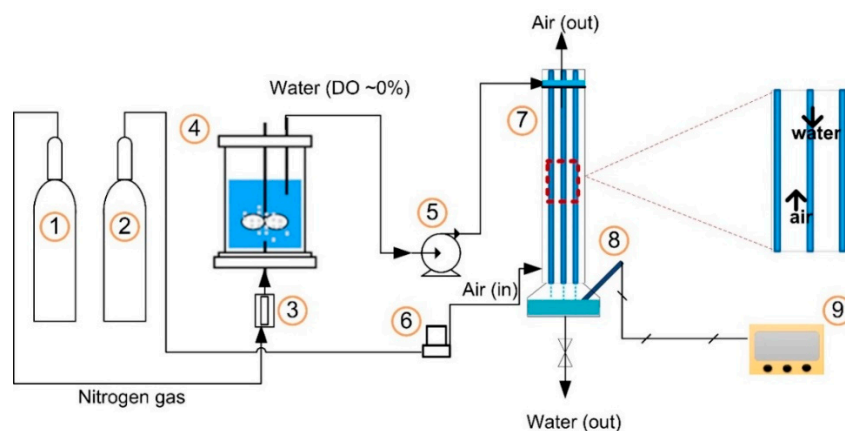 Air (out)
Water (DO ~0%)
4
7
water
1
2
5
8
air
3
Air (in)
6
9
Nitrogen gas
Water (out)